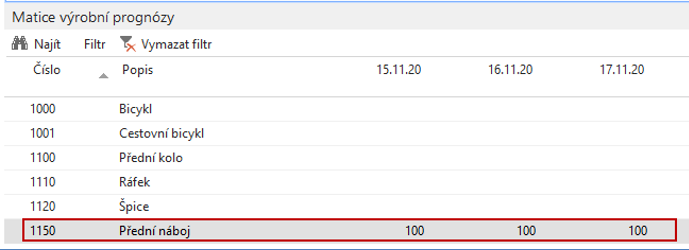 Matice výrobní prognózy
Najít Filtr Vymazat filtr
Číslo Popis 15.11.20 16.11.20 17.11.20
1000 Bicykl
1001 Cestovní bicykl
1100 Přední kolo
1110 Ráfek
1120 Špice
1150 Přední náboj 100 100 100